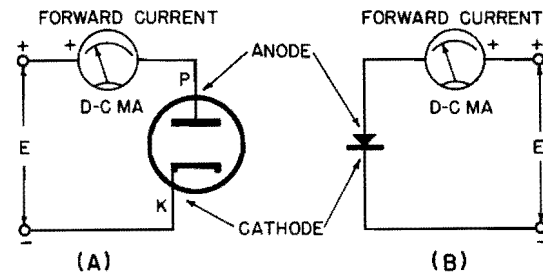 FORWARD CURRENT
+ +
D-C MA
P
E
K
−
(A)
ANODE
CATHODE
FORWARD CURRENT
+ +
D-C MA
E
−
(B)